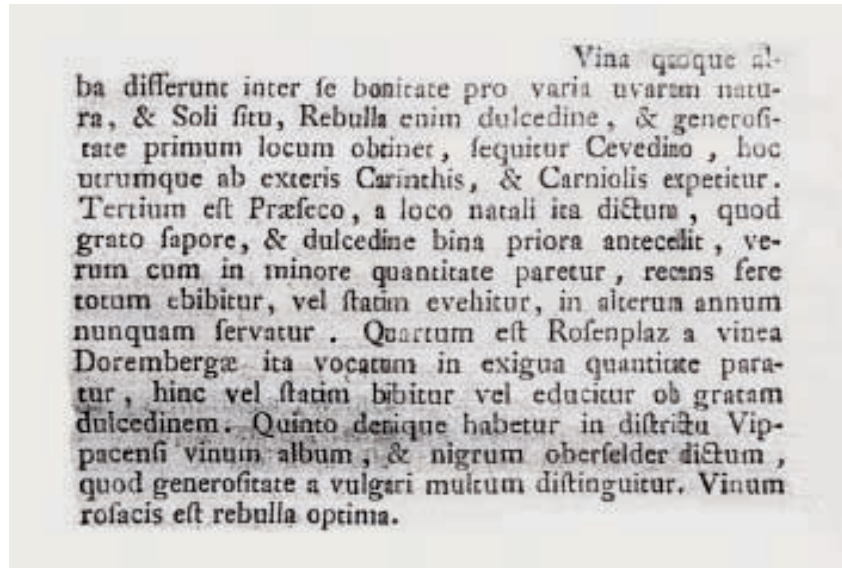 Vina quoque al-
ba differunt inter ſe bonitate pro varia uvarum natu-
ra, & Soli ſitu, Rebulla enim dulcedine, & generoſi-
tate primum locum obtinet, ſequitur Cevedino, hoc
utrumque ab exteris Carinthis, & Carniolis expetitur.
Tertium eſt Præſeco, a loco natali ita dictum, quod
grato ſapore, & dulcedine bina priora antecellit, ve-
rum cum in minore quantitate paretur, recens fere
totum ebibitur, vel ſtatim evehitur, in alterum annum
nunquam ſervatur. Quartum eſt Roſenplaz a vinea
Dorembergæ ita vocatum in exigua quantitate para-
tur, hinc vel ſtatim bibitur vel educitur ob gratam
dulcedinem. Quinto denique habetur in diſtrictu Vip-
pacenſi vinum album, & nigrum oberfelder dictum,
quod generoſitate a vulgari multum diſtinguitur. Vinum
roſacis eſt rebulla optima.